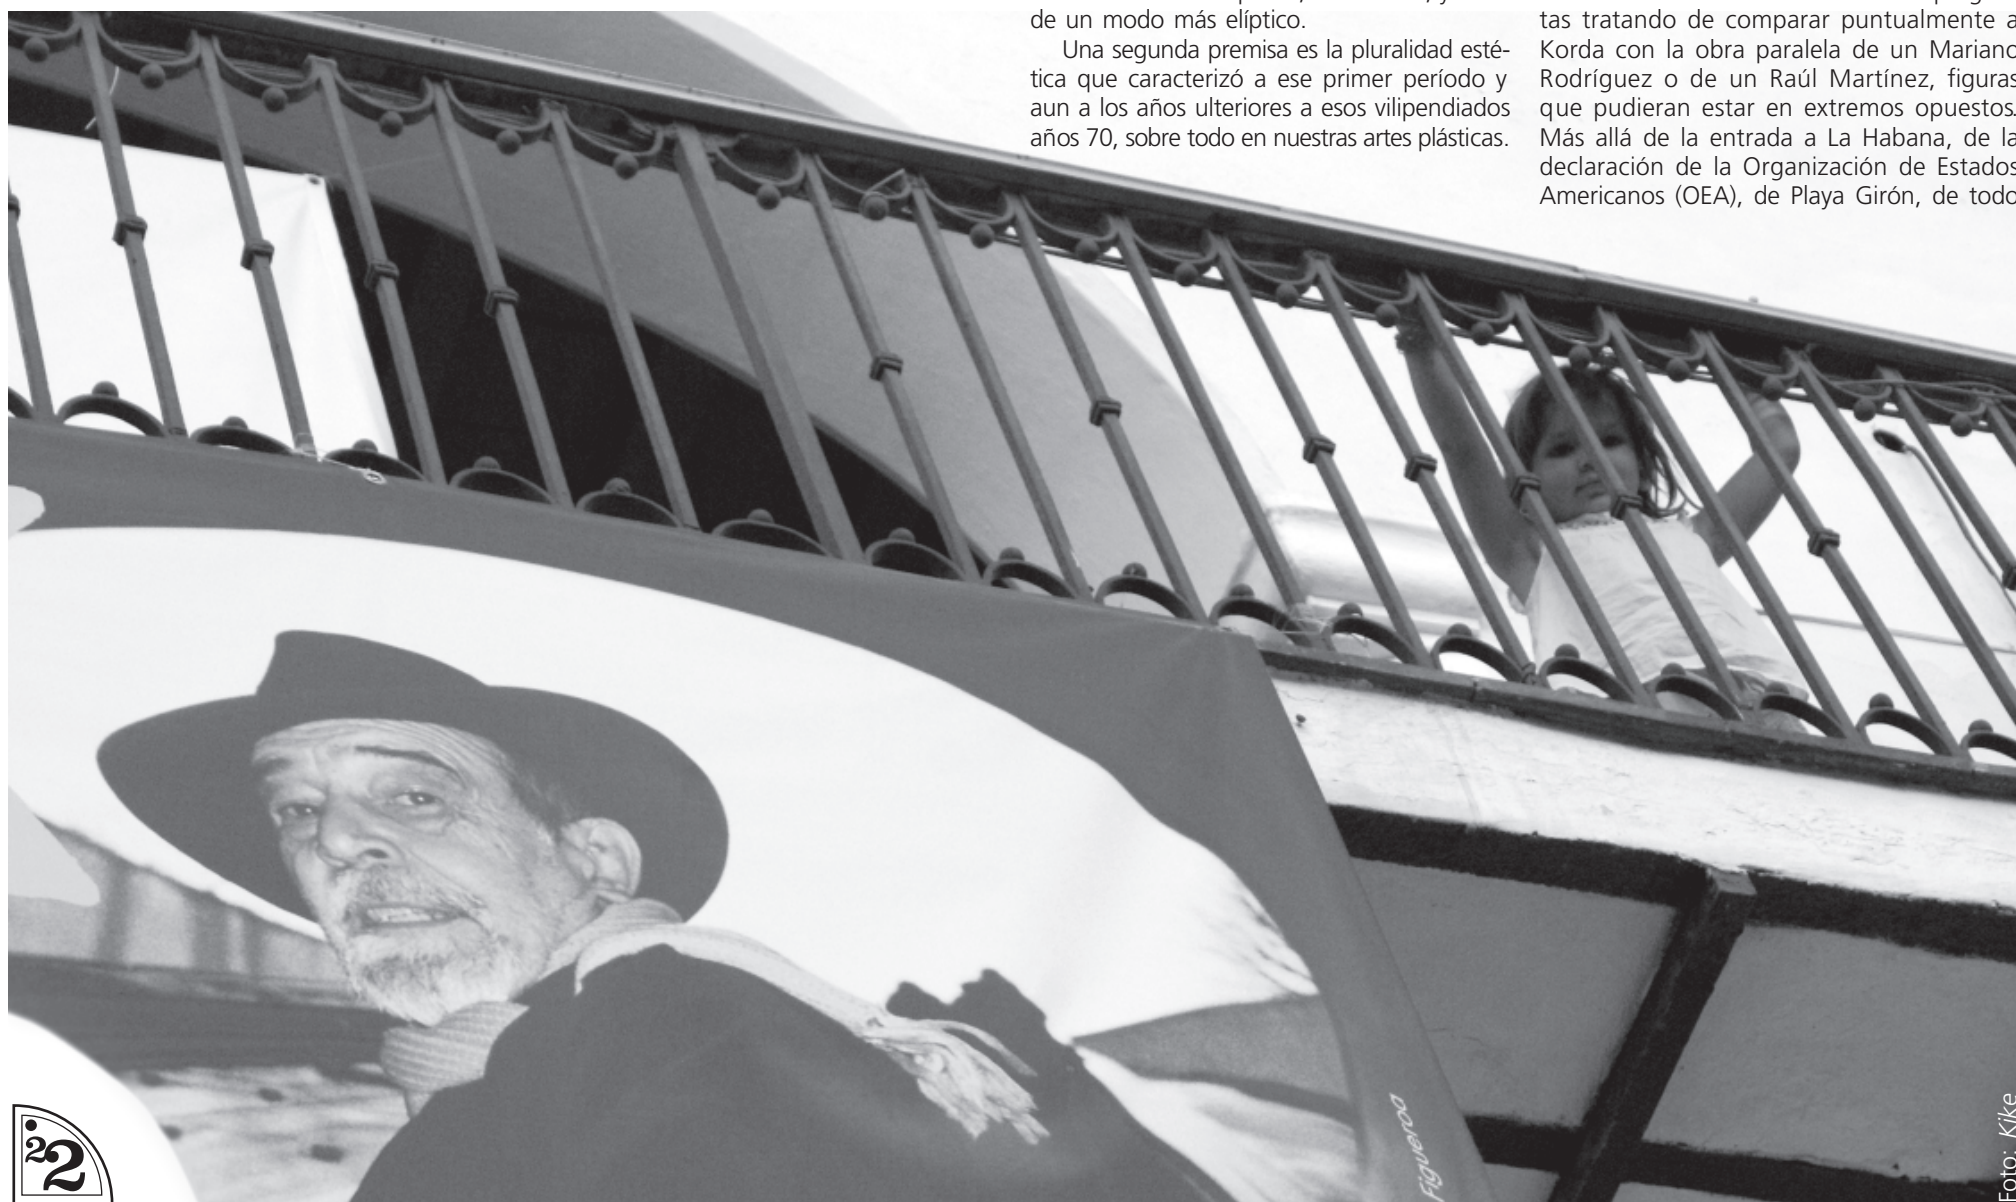 de un modo más elíptico.
Una segunda premisa es la pluralidad esté-
tica que caracterizó a ese primer período y
aun a los años ulteriores a esos vilipendiados
años 70, sobre todo en nuestras artes plásticas.
tas tratando de comparar puntualmente a
Korda con la obra paralela de un Mariano
Rodríguez o de un Raúl Martínez, figuras
que pudieran estar en extremos opuestos.
Más allá de la entrada a La Habana, de la
declaración de la Organización de Estados
Americanos (OEA), de Playa Girón, de todo
Figueroa
Foto: Kike
22